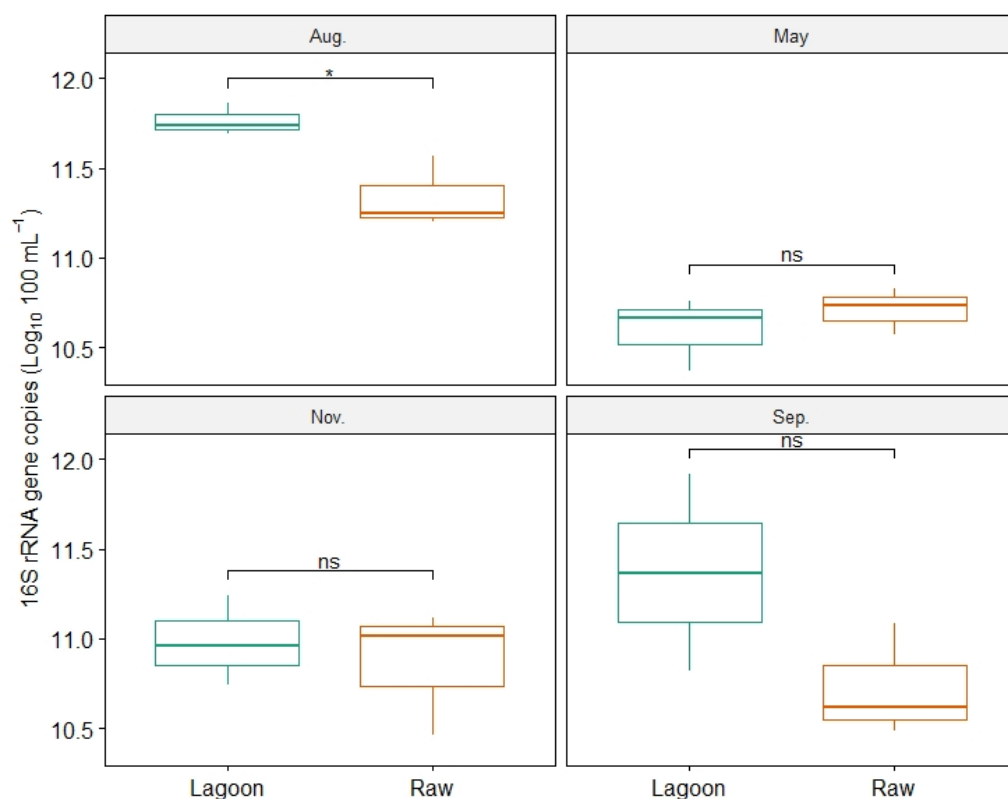 16S rRNA gene copies (Log₁₀ 100 mL⁻¹)
Aug.
May
12.0
11.5
11.0
10.5
*
ns
Nov.
Sep.
12.0
11.5
11.0
10.5
ns
ns
Lagoon Raw
Lagoon Raw